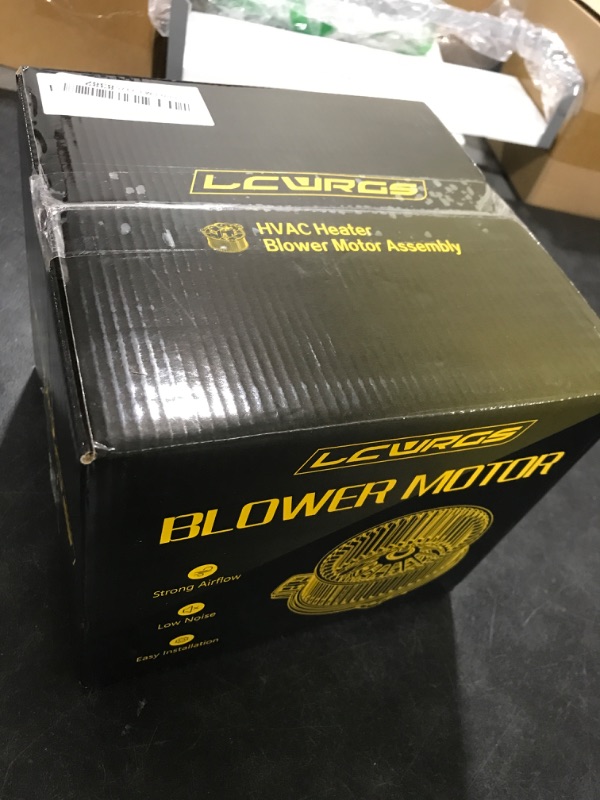 LCWRGS
HVAC Heater
Blower Motor Assembly
LCWRGS
BLOWER MOTOR
Strong Airflow
Low Noise
Easy Installation